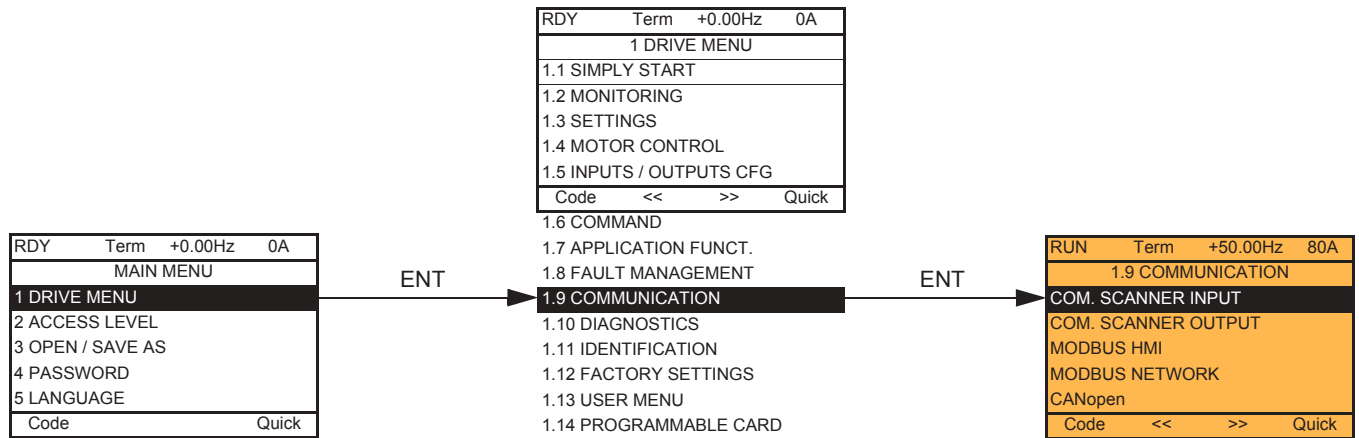 RDY Term +0.00Hz 0A
MAIN MENU
1 DRIVE MENU
2 ACCESS LEVEL
3 OPEN / SAVE AS
4 PASSWORD
5 LANGUAGE
Code Quick
ENT
RDY Term +0.00Hz 0A
1 DRIVE MENU
1.1 SIMPLY START
1.2 MONITORING
1.3 SETTINGS
1.4 MOTOR CONTROL
1.5 INPUTS / OUTPUTS CFG
Code << >> Quick
1.6 COMMAND
1.7 APPLICATION FUNCT.
1.8 FAULT MANAGEMENT
1.9 COMMUNICATION
1.10 DIAGNOSTICS
1.11 IDENTIFICATION
1.12 FACTORY SETTINGS
1.13 USER MENU
1.14 PROGRAMMABLE CARD
ENT
RUN Term +50.00Hz 80A
1.9 COMMUNICATION
COM. SCANNER INPUT
COM. SCANNER OUTPUT
MODBUS HMI
MODBUS NETWORK
CANopen
Code << >> Quick